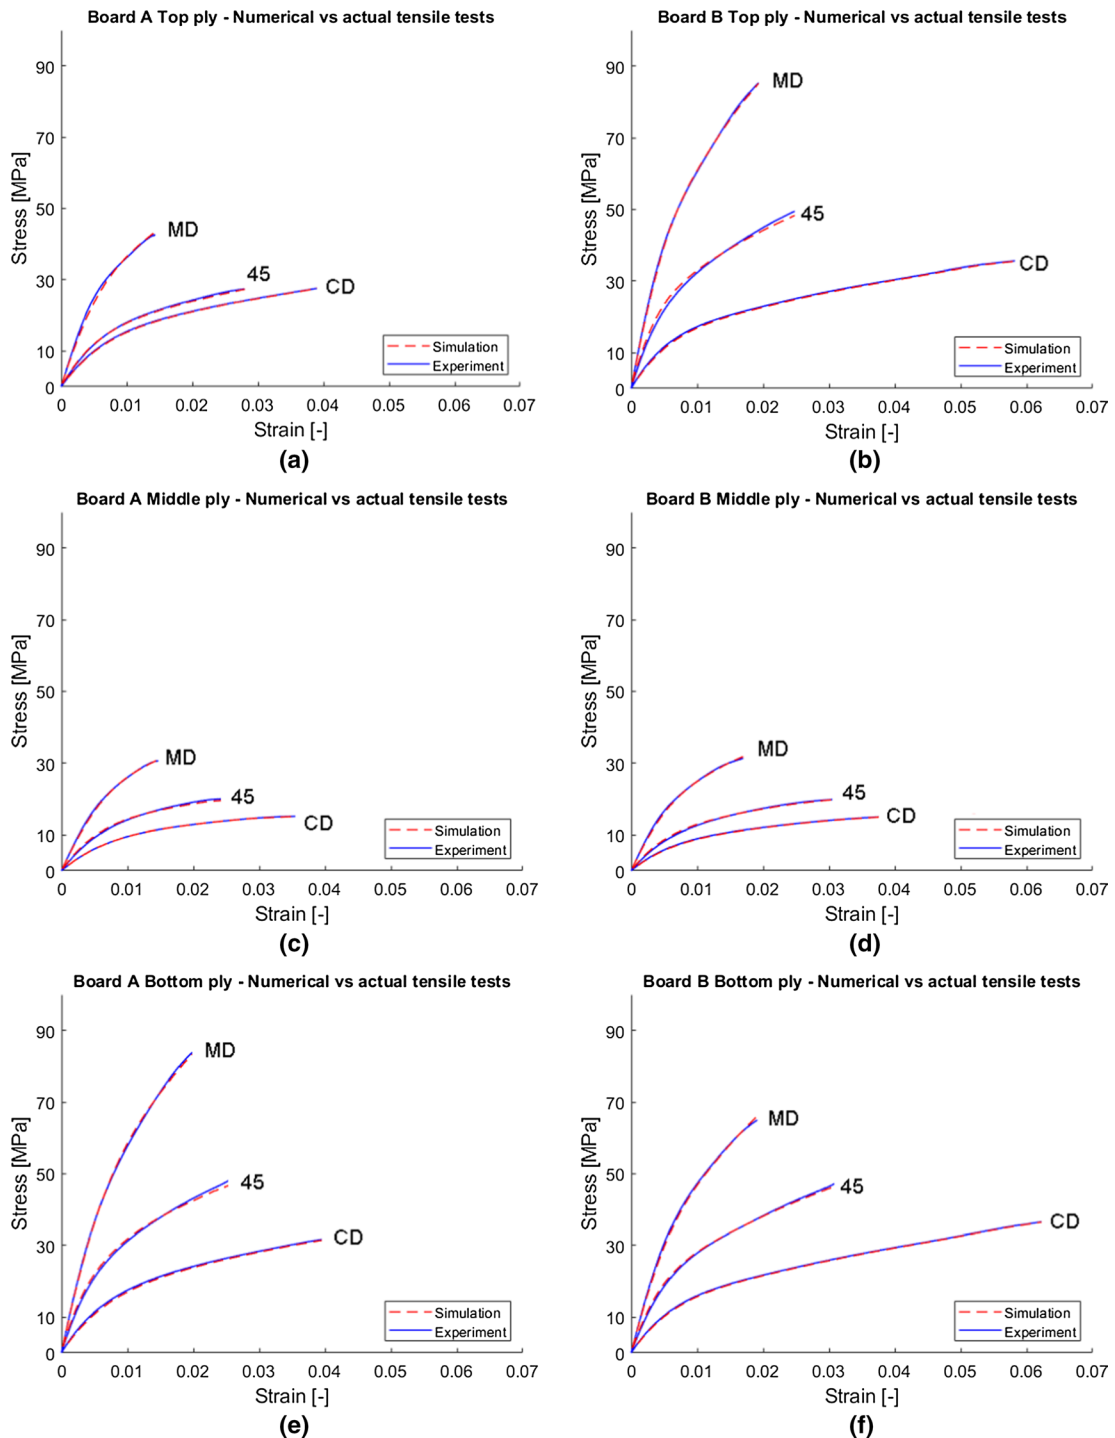 Board A Top ply - Numerical vs actual tensile tests
90
70
50
30
10
0
Stress [MPa]
MD
45
CD
Simulation
Experiment
0 0.01 0.02 0.03 0.04 0.05 0.06 0.07
Strain [-]
(a)
Board B Top ply - Numerical vs actual tensile tests
90
70
50
30
10
0
Stress [MPa]
MD
45
CD
Simulation
Experiment
0 0.01 0.02 0.03 0.04 0.05 0.06 0.07
Strain [-]
(b)
Board A Middle ply - Numerical vs actual tensile tests
90
70
50
30
10
0
Stress [MPa]
MD
45
CD
Simulation
Experiment
0 0.01 0.02 0.03 0.04 0.05 0.06 0.07
Strain [-]
(c)
Board B Middle ply - Numerical vs actual tensile tests
90
70
50
30
10
0
Stress [MPa]
MD
45
CD
Simulation
Experiment
0 0.01 0.02 0.03 0.04 0.05 0.06 0.07
Strain [-]
(d)
Board A Bottom ply - Numerical vs actual tensile tests
90
70
50
30
10
0
Stress [MPa]
MD
45
CD
Simulation
Experiment
0 0.01 0.02 0.03 0.04 0.05 0.06 0.07
Strain [-]
(e)
Board B Bottom ply - Numerical vs actual tensile tests
90
70
50
30
10
0
Stress [MPa]
MD
45
CD
Simulation
Experiment
0 0.01 0.02 0.03 0.04 0.05 0.06 0.07
Strain [-]
(f)